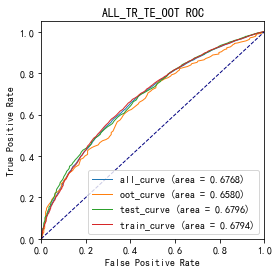 ALL_TR_TE_OOT ROC
1.0
0.8
0.6
0.4
0.2
0.0
True Positive Rate
all_curve (area = 0.6768)
oot_curve (area = 0.6580)
test_curve (area = 0.6796)
train_curve (area = 0.6794)
0.0 0.2 0.4 0.6 0.8 1.0
False Positive Rate